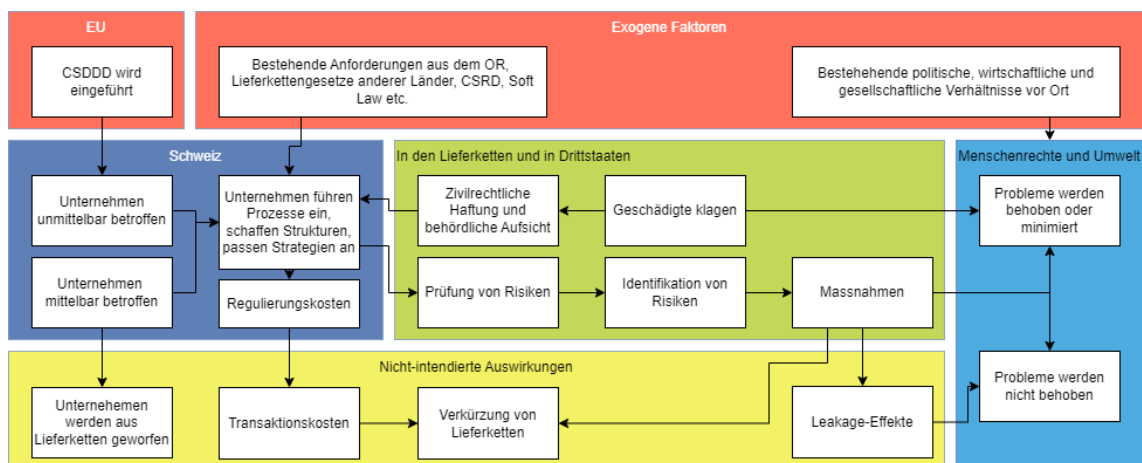 EU
Exogene Faktoren
CSDDD wird
eingeführt
Bestehende Anforderungen aus dem OR,
Lieferkettengesetze anderer Länder, CSRD, Soft
Law etc.
Bestehehende politische, wirtschaftliche und
gesellschaftliche Verhältnisse vor Ort
Schweiz
In den Lieferketten und in Drittstaaten
Menschenrechte und Umwelt
Unternehmen
unmittelbar betroffen
Unternehmen führen
Prozesse ein,
schaffen Strukturen,
passen Strategien an
Zivilrechtliche
Haftung und
behördliche Aufsicht
Geschädigte klagen
Probleme werden
behoben oder
minimiert
Unternehmen
mittelbar betroffen
Regulierungskosten
Prüfung von Risiken
Identifikation von
Risiken
Massnahmen
Nicht-intendierte Auswirkungen
Unternehemen
werden aus
Lieferketten geworfen
Transaktionskosten
Verkürzung von
Lieferketten
Leakage-Effekte
Probleme werden
nicht behoben